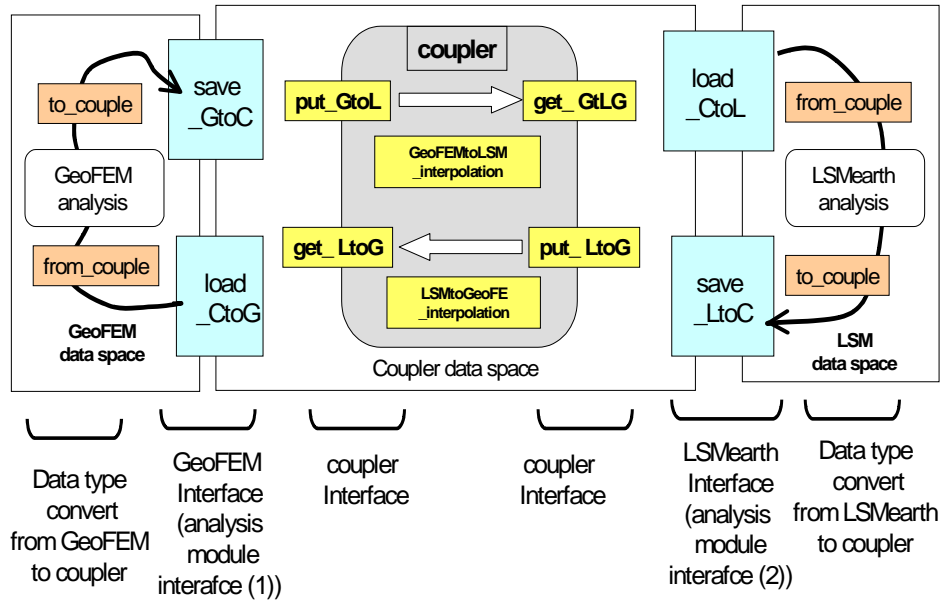 coupler
to_couple
save
_GtoC
put_GtoL
get_GtLG
load
_CtoL
from_couple
GeoFEM
analysis
GeoFEMtoLSM
_interpolation
LSMearth
analysis
from_couple
load
_CtoG
get_ LtoG
put_ LtoG
save
_LtoC
to_couple
LSMtoGeoFE
_interpolation
GeoFEM
data space
Coupler data space
LSM
data space
Data type
convert
from GeoFEM
to coupler
GeoFEM
Interface
(analysis
module
interafce (1))
coupler
Interface
coupler
Interface
LSMearth
Interface
(analysis
module
interafce (2))
Data type
convert
from LSMearth
to coupler